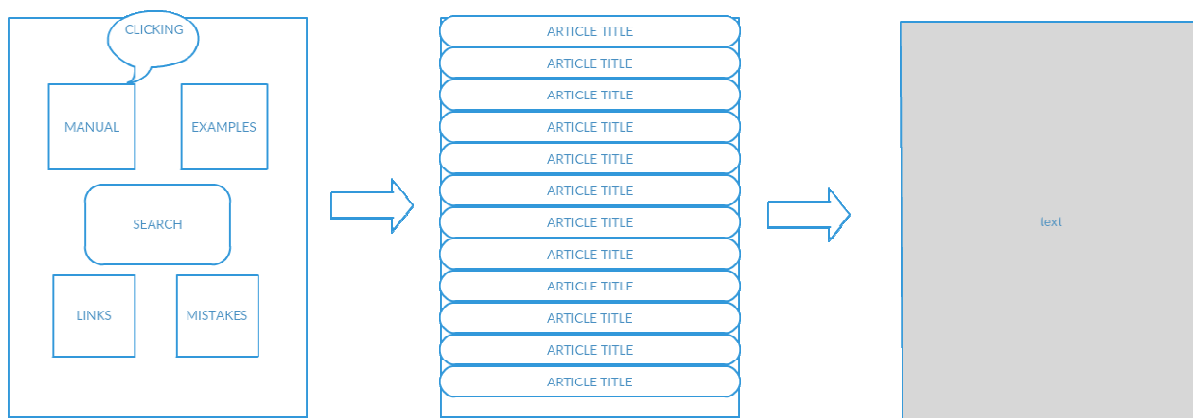 CLICKING
MANUAL
EXAMPLES
SEARCH
LINKS
MISTAKES
ARTICLE TITLE
ARTICLE TITLE
ARTICLE TITLE
ARTICLE TITLE
ARTICLE TITLE
ARTICLE TITLE
ARTICLE TITLE
ARTICLE TITLE
ARTICLE TITLE
ARTICLE TITLE
ARTICLE TITLE
ARTICLE TITLE
text